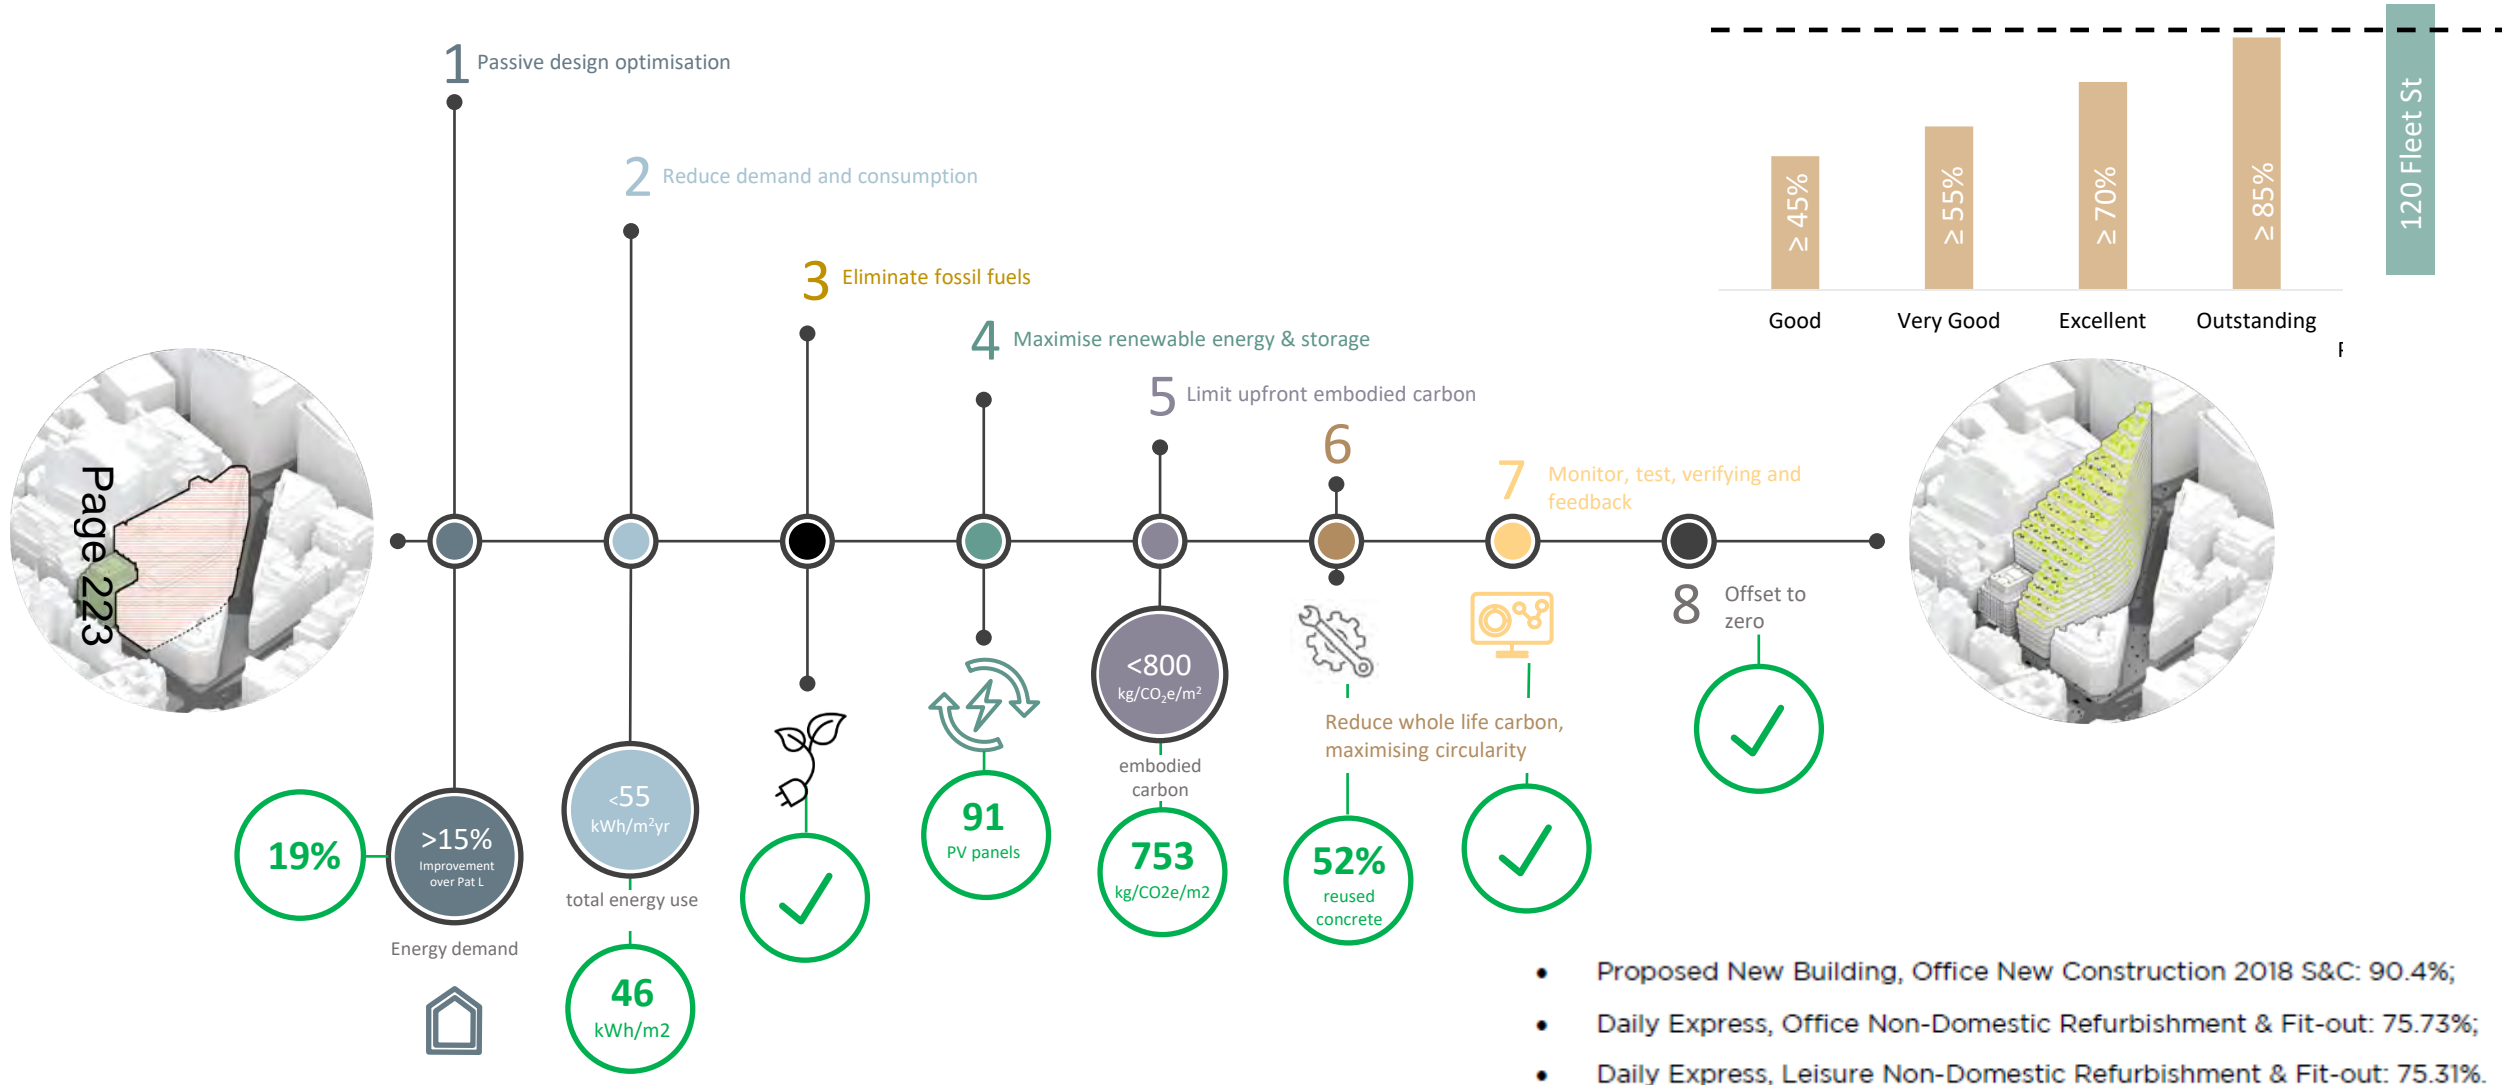 1 Passive design optimisation
2 Reduce demand and consumption
3 Eliminate fossil fuels
4 Maximise renewable energy & storage
5 Limit upfront embodied carbon
6
7 Monitor, test, verifying and
feedback
8 Offset to
zero
Page 223
19%
>15%
Improvement
over Pat L
Energy demand
<55
kWh/m²yr
total energy use
46
kWh/m2
91
PV panels
<800
kg/CO₂e/m²
embodied
carbon
753
kg/CO2e/m2
Reduce whole life carbon,
maximising circularity
52%
reused
concrete
≥ 45%
≥ 55%
≥ 70%
≥ 85%
120 Fleet St
Good
Very Good
Excellent
Outstanding
• Proposed New Building, Office New Construction 2018 S&C: 90.4%;
• Daily Express, Office Non-Domestic Refurbishment & Fit-out: 75.73%;
• Daily Express, Leisure Non-Domestic Refurbishment & Fit-out: 75.31%.